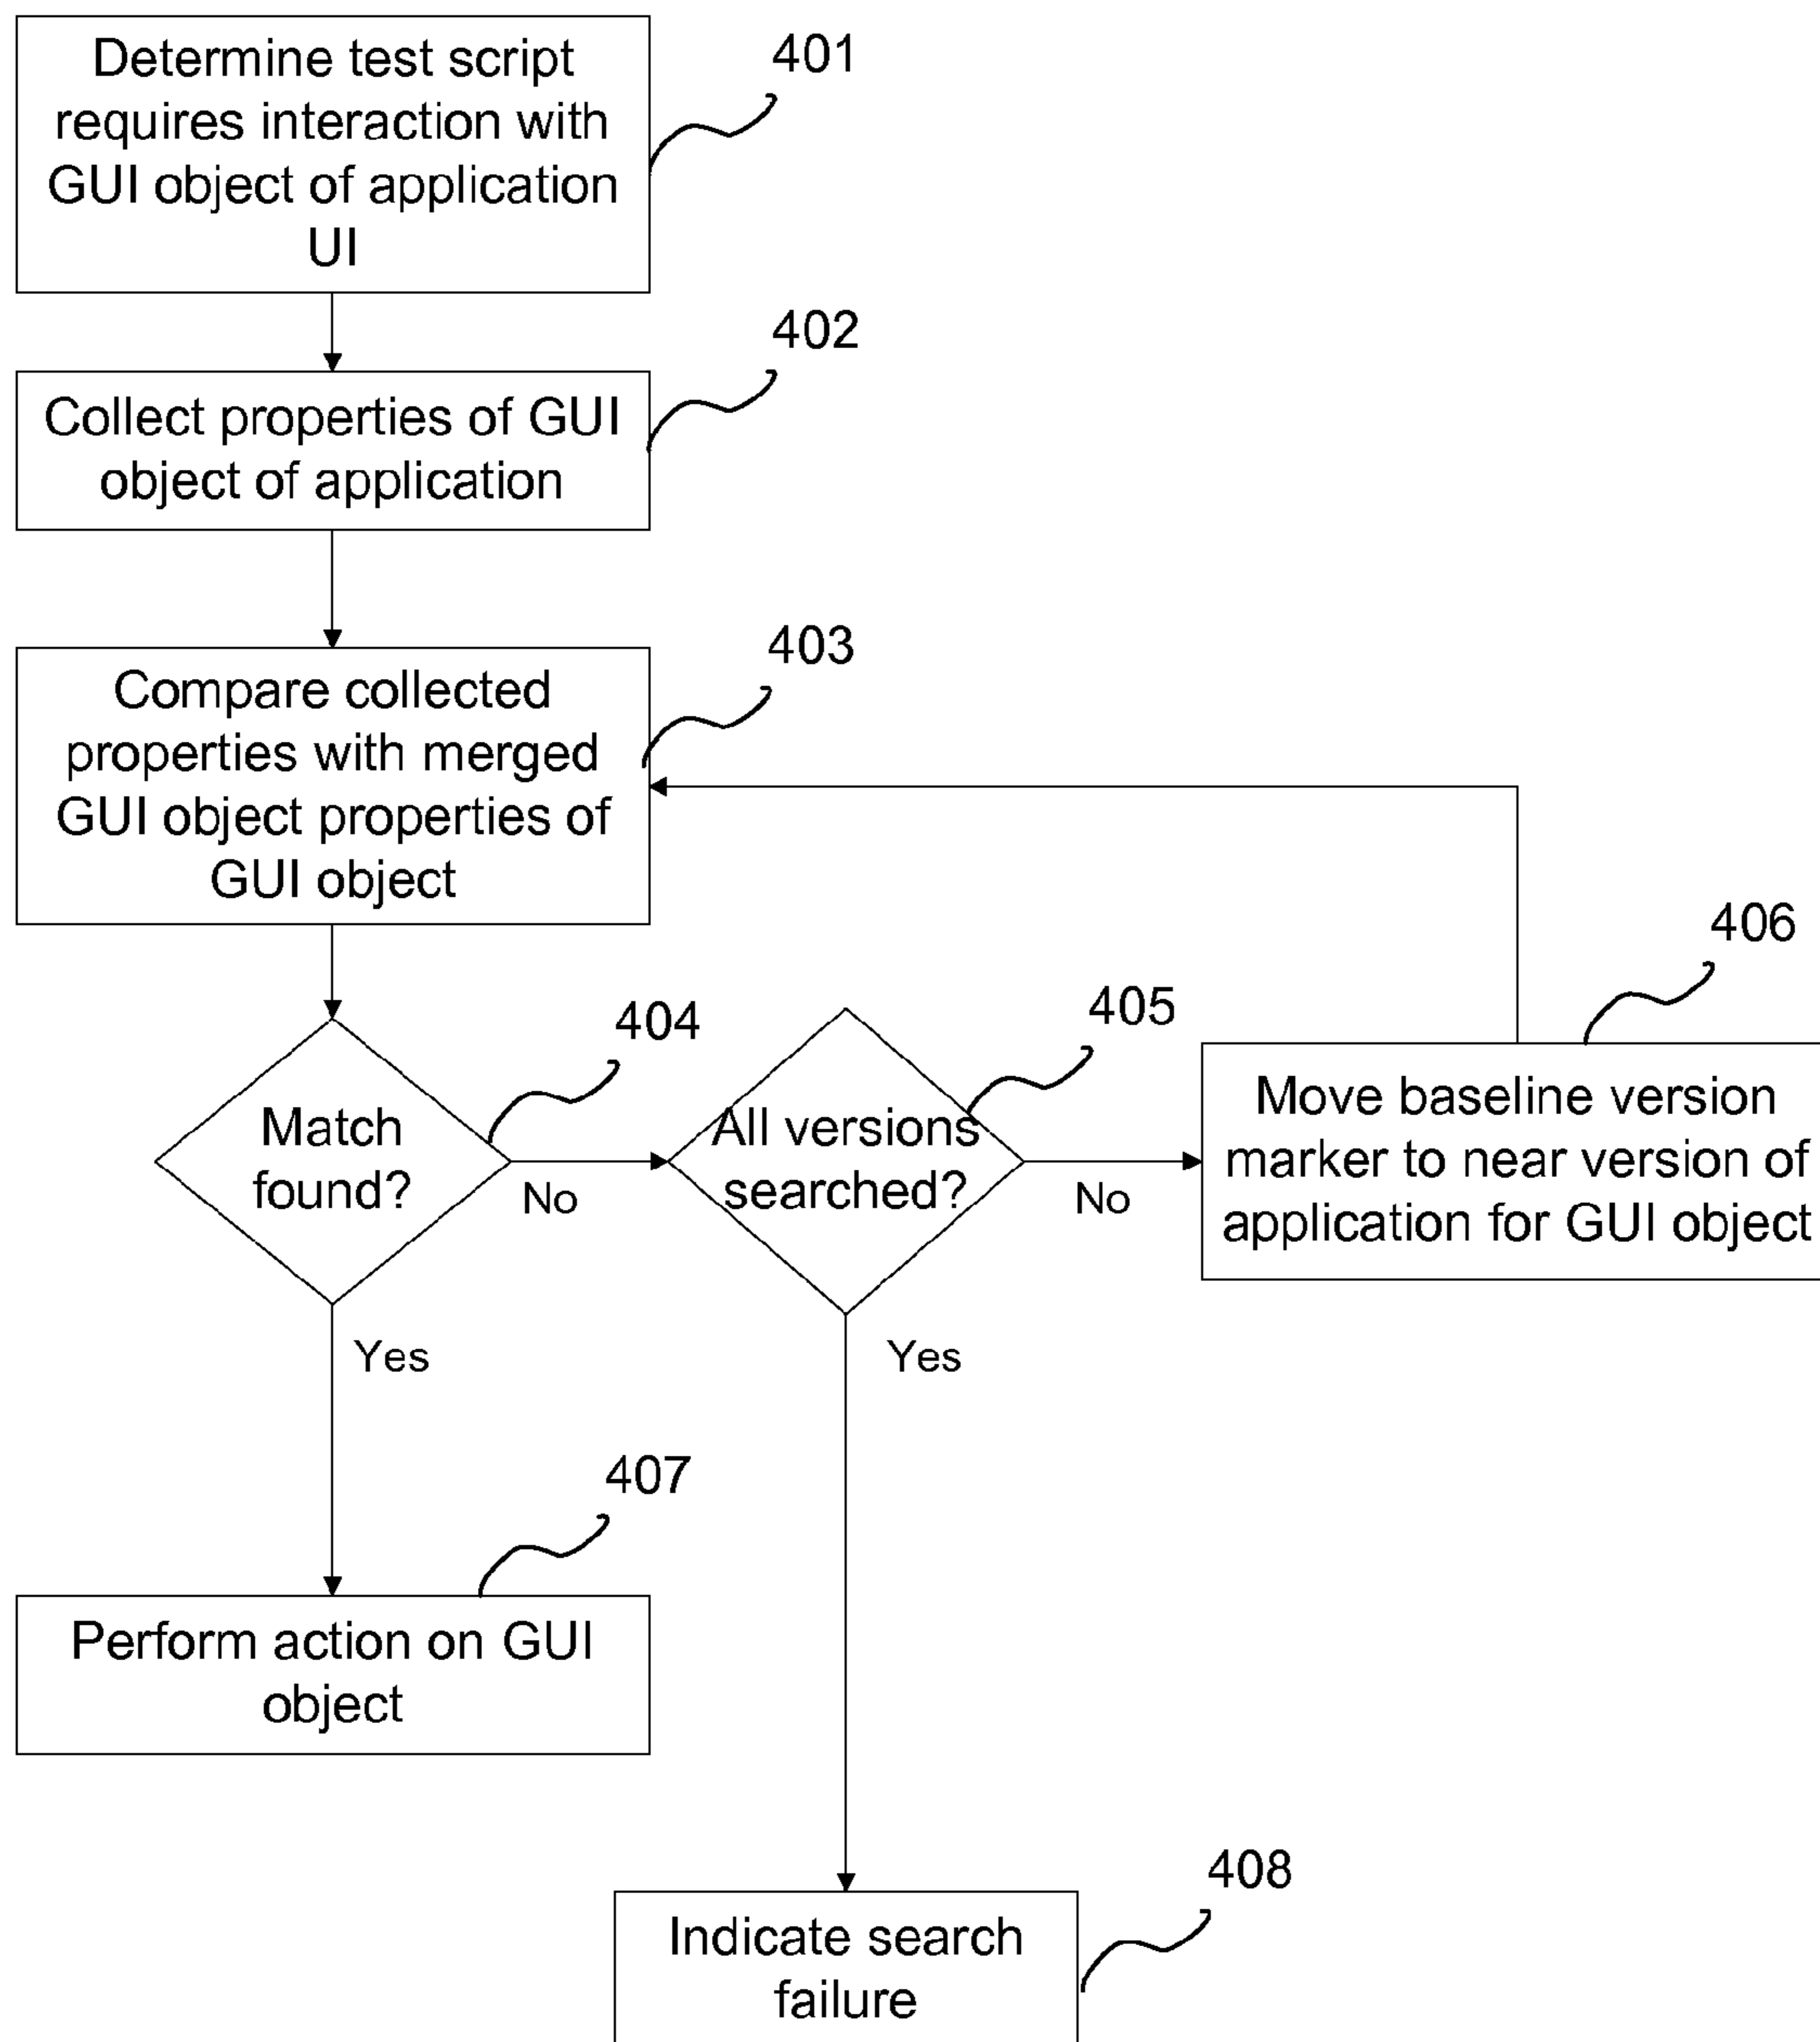 Determine test script
requires interaction with
GUI object of application
UI
401
Collect properties of GUI
object of application
402
Compare collected
properties with merged
GUI object properties of
GUI object
403
Match
found?
404
No
Yes
All versions
searched?
405
No
Yes
Move baseline version
marker to near version of
application for GUI object
406
Perform action on GUI
object
407
Indicate search
failure
408